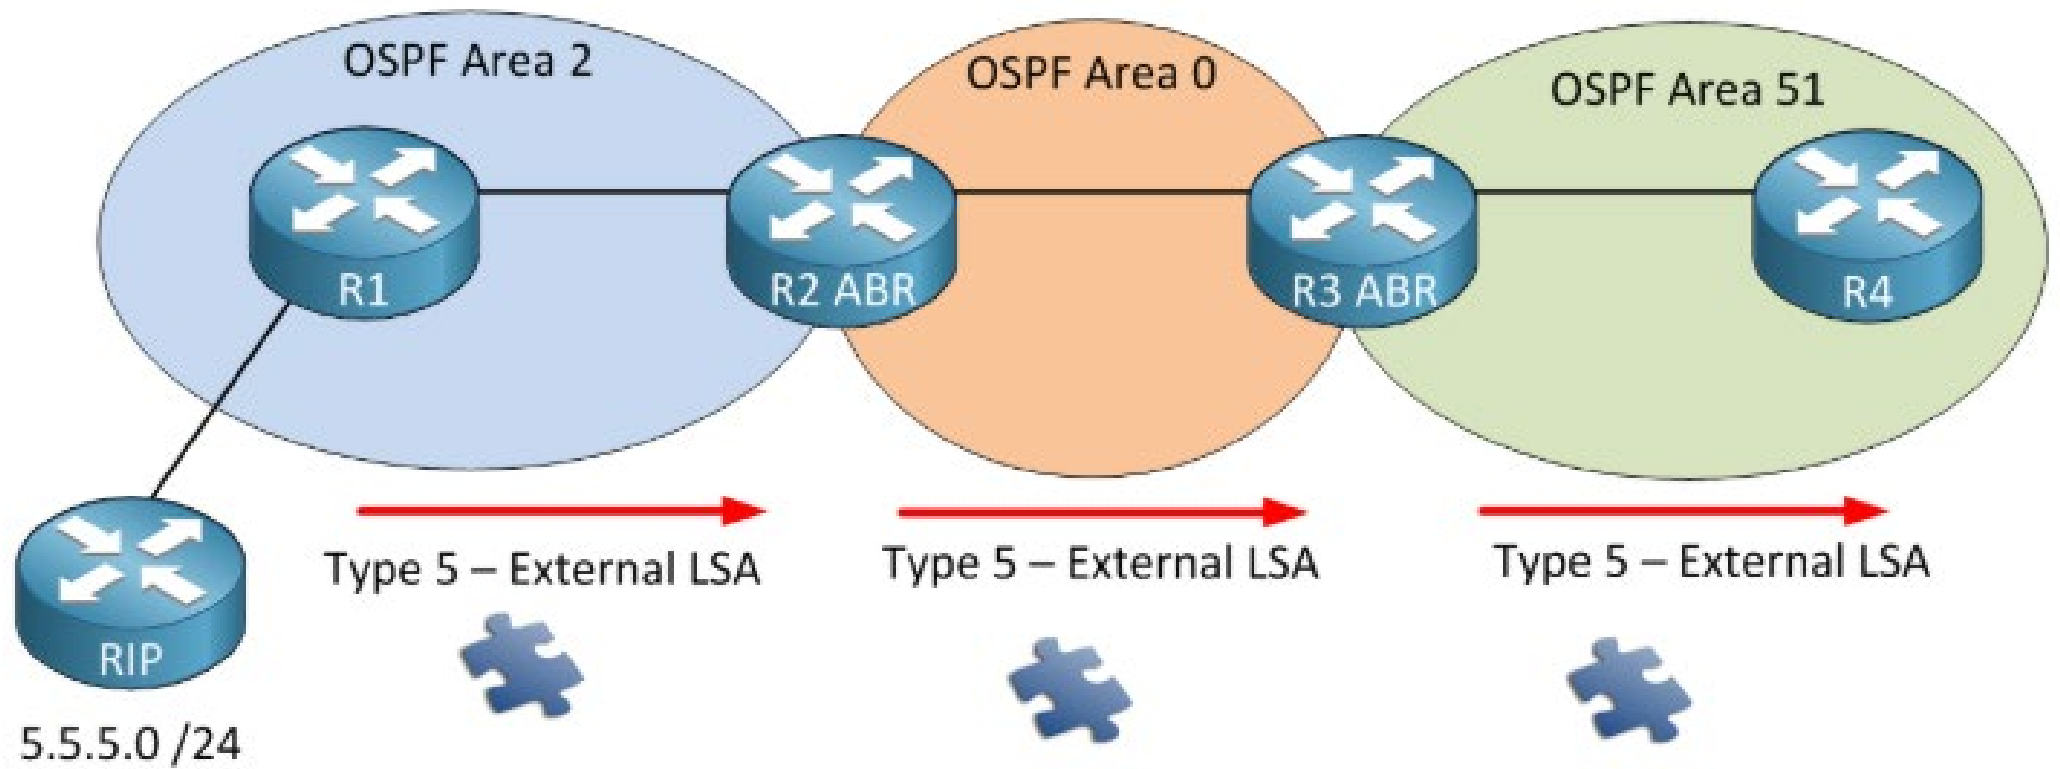 OSPF Area 2
OSPF Area 0
OSPF Area 51
R1
R2 ABR
R3 ABR
R4
Type 5 – External LSA
Type 5 – External LSA
Type 5 – External LSA
RIP
5.5.5.0 /24